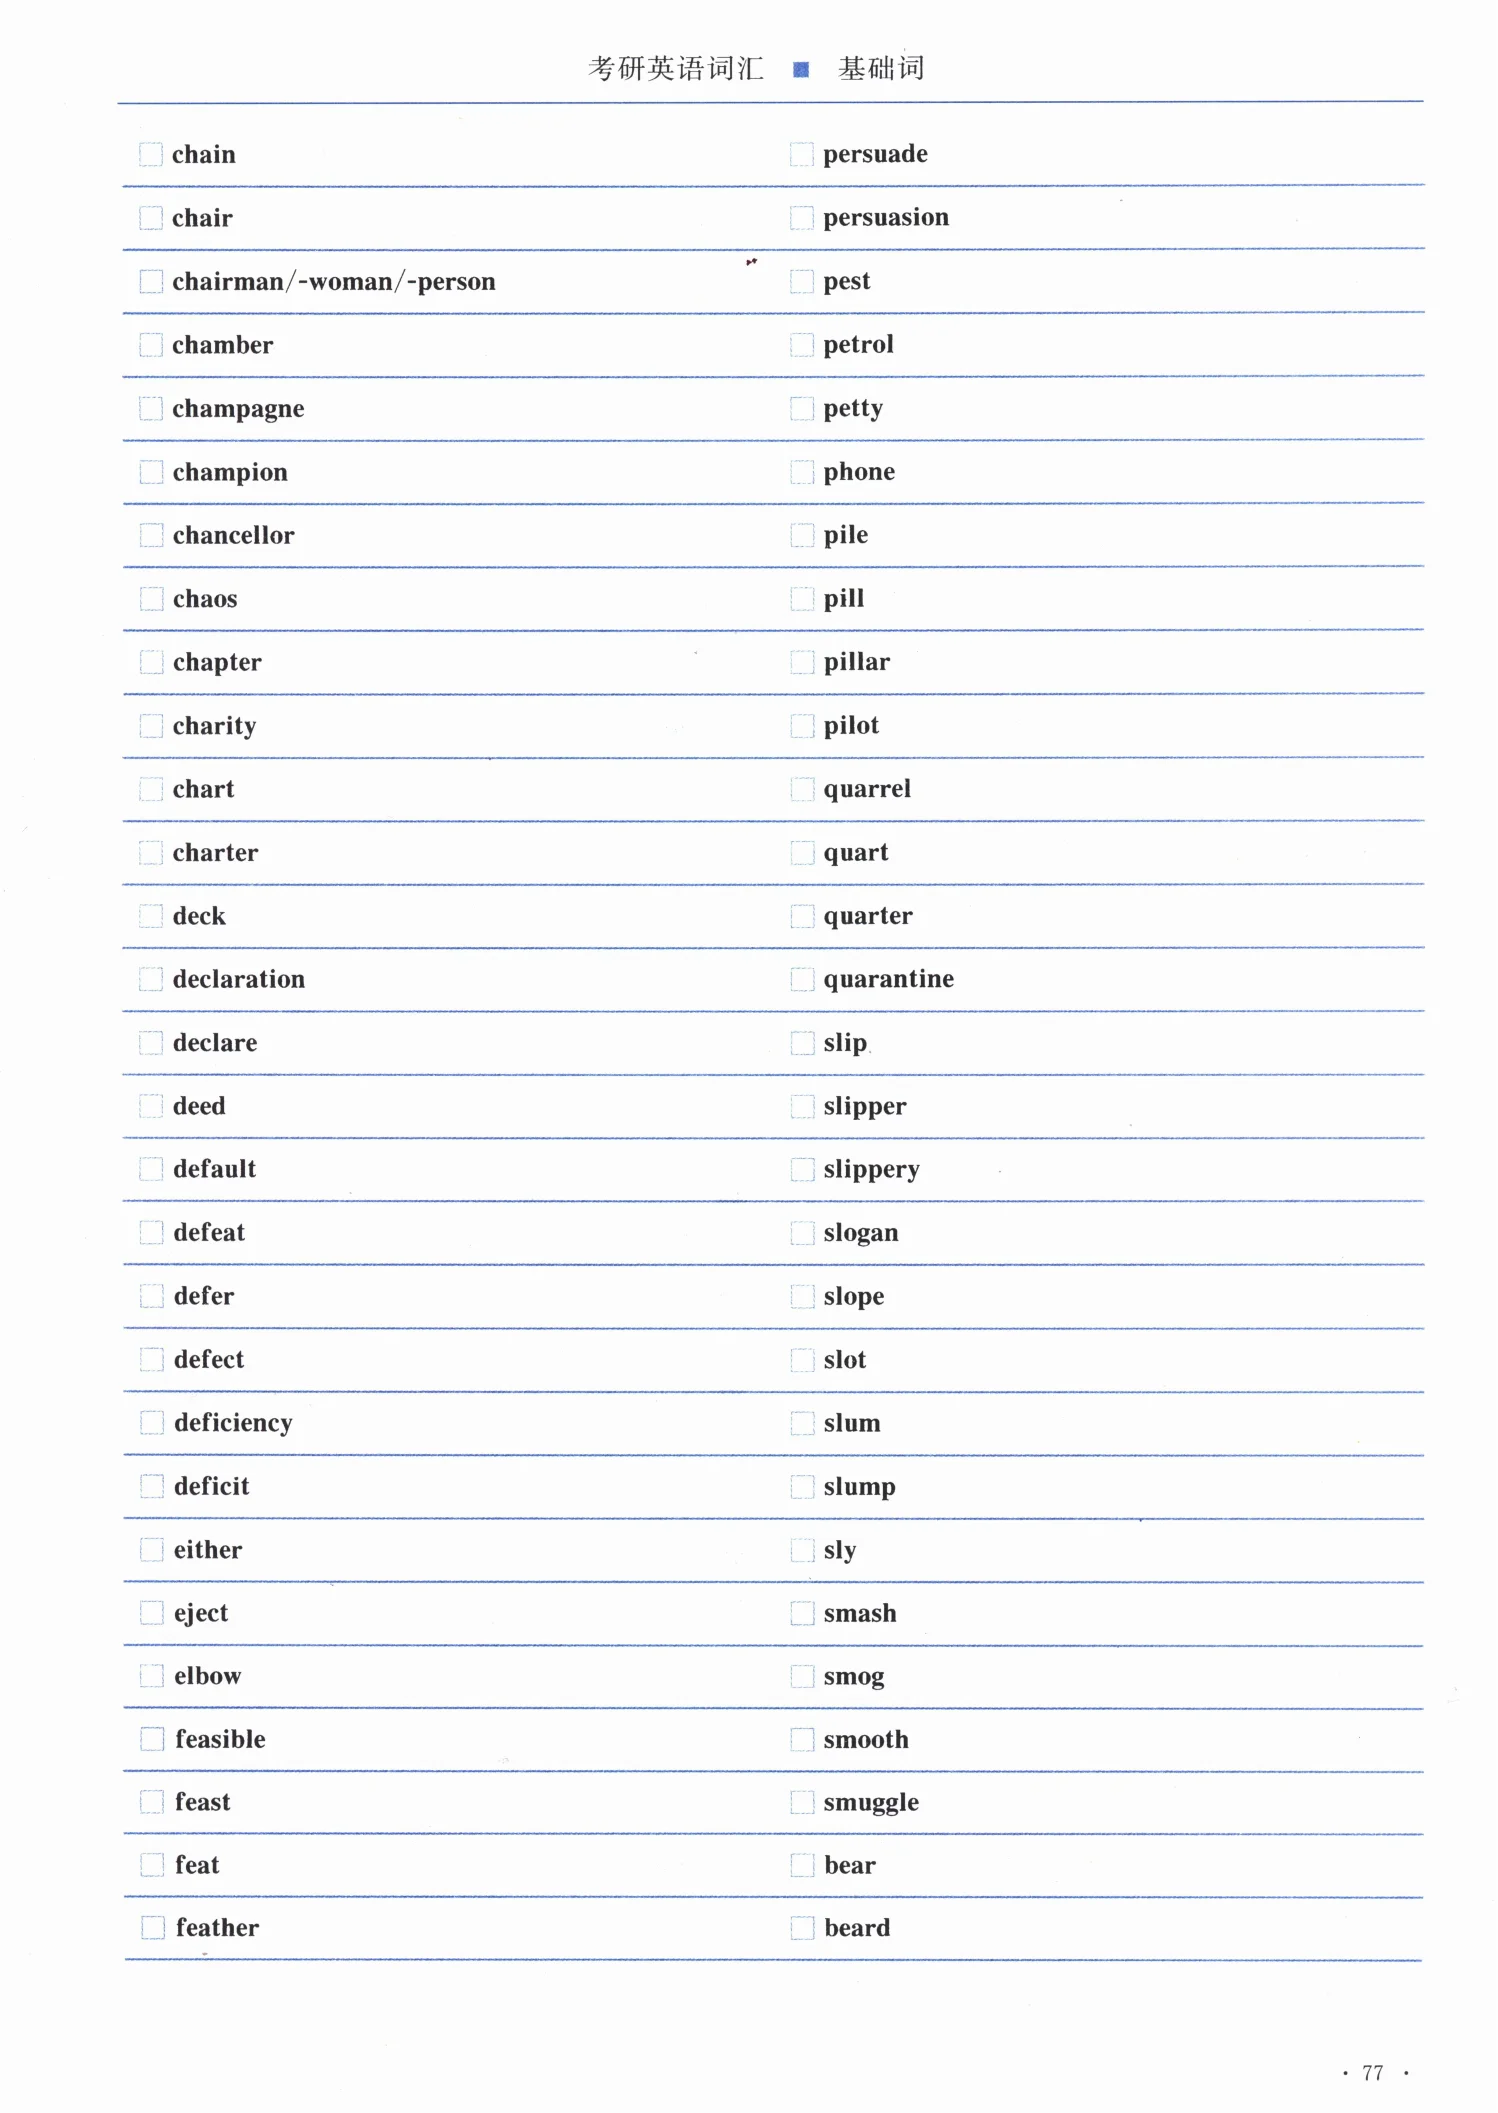 考研英语词汇 ■ 基础词
chain
chair
chairman/-woman/-person
chamber
champagne
champion
chancellor
chaos
chapter
charity
chart
charter
deck
declaration
declare
deed
default
defeat
defer
defect
deficiency
deficit
either
eject
elbow
feasible
feast
feat
feather
persuade
persuasion
pest
petrol
petty
phone
pile
pill
pillar
pilot
quarrel
quart
quarter
quarantine
slip
slipper
slippery
slogan
slope
slot
slum
slump
sly
smash
smog
smooth
smuggle
bear
beard
· 77 ·